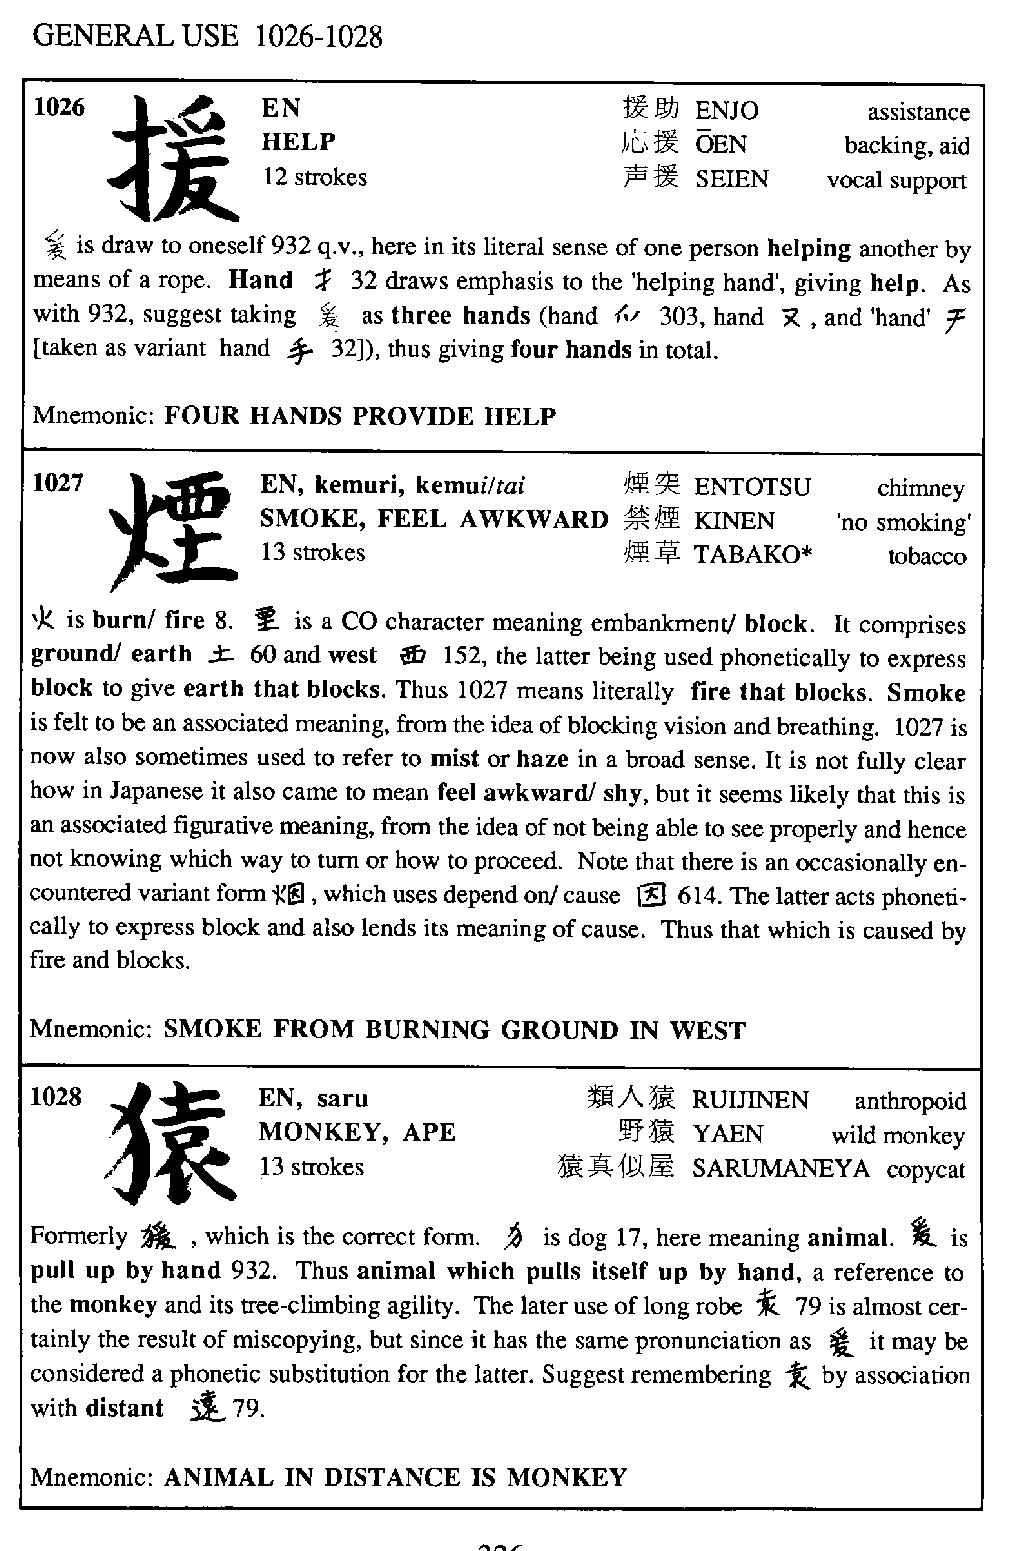 GENERAL USE 1026-1028
1026 援 EN 援助 ENJO assistance
HELP 応援 ŌEN backing, aid
12 strokes 声援 SEIEN vocal support
爰 is draw to oneself 932 q.v., here in its literal sense of one person helping another by
means of a rope. Hand 扌 32 draws emphasis to the 'helping hand', giving help. As
with 932, suggest taking 爰 as three hands (hand 爫 303, hand 又 , and 'hand'
[taken as variant hand 手 32]), thus giving four hands in total.
Mnemonic: FOUR HANDS PROVIDE HELP
1027 煙 EN, kemuri, kemui/tai 煙突 ENTOTSU chimney
SMOKE, FEEL AWKWARD 禁煙 KINEN 'no smoking'
13 strokes 煙草 TABAKO* tobacco
火 is burn/ fire 8. 垔 is a CO character meaning embankment/ block. It comprises
ground/ earth 土 60 and west 西 152, the latter being used phonetically to express
block to give earth that blocks. Thus 1027 means literally fire that blocks. Smoke
is felt to be an associated meaning, from the idea of blocking vision and breathing. 1027 is
now also sometimes used to refer to mist or haze in a broad sense. It is not fully clear
how in Japanese it also came to mean feel awkward/ shy, but it seems likely that this is
an associated figurative meaning, from the idea of not being able to see properly and hence
not knowing which way to turn or how to proceed. Note that there is an occasionally en-
countered variant form 烟 , which uses depend on/ cause 因 614. The latter acts phoneti-
cally to express block and also lends its meaning of cause. Thus that which is caused by
fire and blocks.
Mnemonic: SMOKE FROM BURNING GROUND IN WEST
1028 猿 EN, saru 類人猿 RUIJINEN anthropoid
MONKEY, APE 野猿 YAEN wild monkey
13 strokes 猿真似屋 SARUMANEYA copycat
Formerly 猨 , which is the correct form. 犭 is dog 17, here meaning animal. 爰 is
pull up by hand 932. Thus animal which pulls itself up by hand, a reference to
the monkey and its tree-climbing agility. The later use of long robe 袁 79 is almost cer-
tainly the result of miscopying, but since it has the same pronunciation as 爰 it may be
considered a phonetic substitution for the latter. Suggest remembering 袁 by association
with distant 遠 79.
Mnemonic: ANIMAL IN DISTANCE IS MONKEY